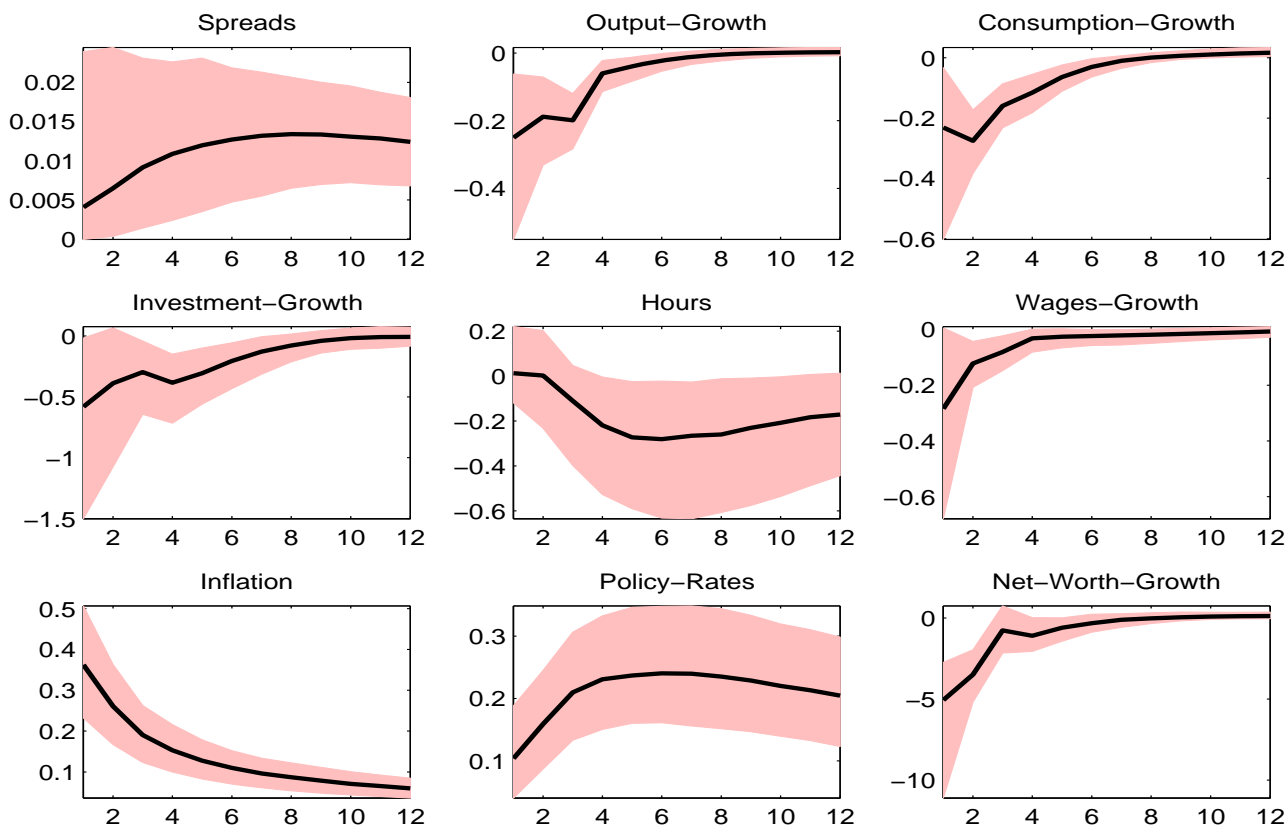 Spreads
0.02
0.015
0.01
0.005
0
2 4 6 8 10 12
Output−Growth
0
−0.2
−0.4
2 4 6 8 10 12
Consumption−Growth
0
−0.2
−0.4
−0.6
2 4 6 8 10 12
Investment−Growth
0
−0.5
−1
−1.5
2 4 6 8 10 12
Hours
0.2
0
−0.2
−0.4
−0.6
2 4 6 8 10 12
Wages−Growth
0
−0.2
−0.4
−0.6
2 4 6 8 10 12
Inflation
0.5
0.4
0.3
0.2
0.1
2 4 6 8 10 12
Policy−Rates
0.3
0.2
0.1
2 4 6 8 10 12
Net−Worth−Growth
0
−5
−10
2 4 6 8 10 12